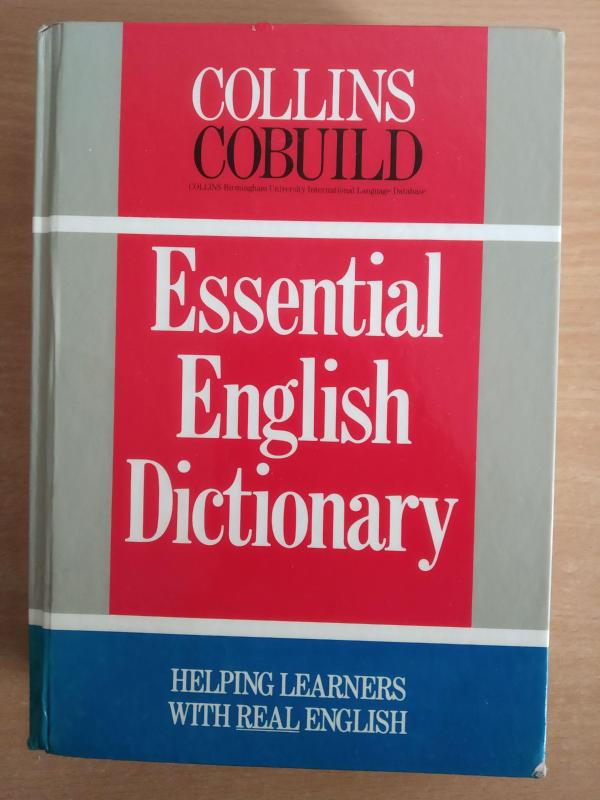 COLLINS
COBUILD
COLLINS Birmingham University International Language Database
Essential
English
Dictionary
HELPING LEARNERS
WITH REAL ENGLISH